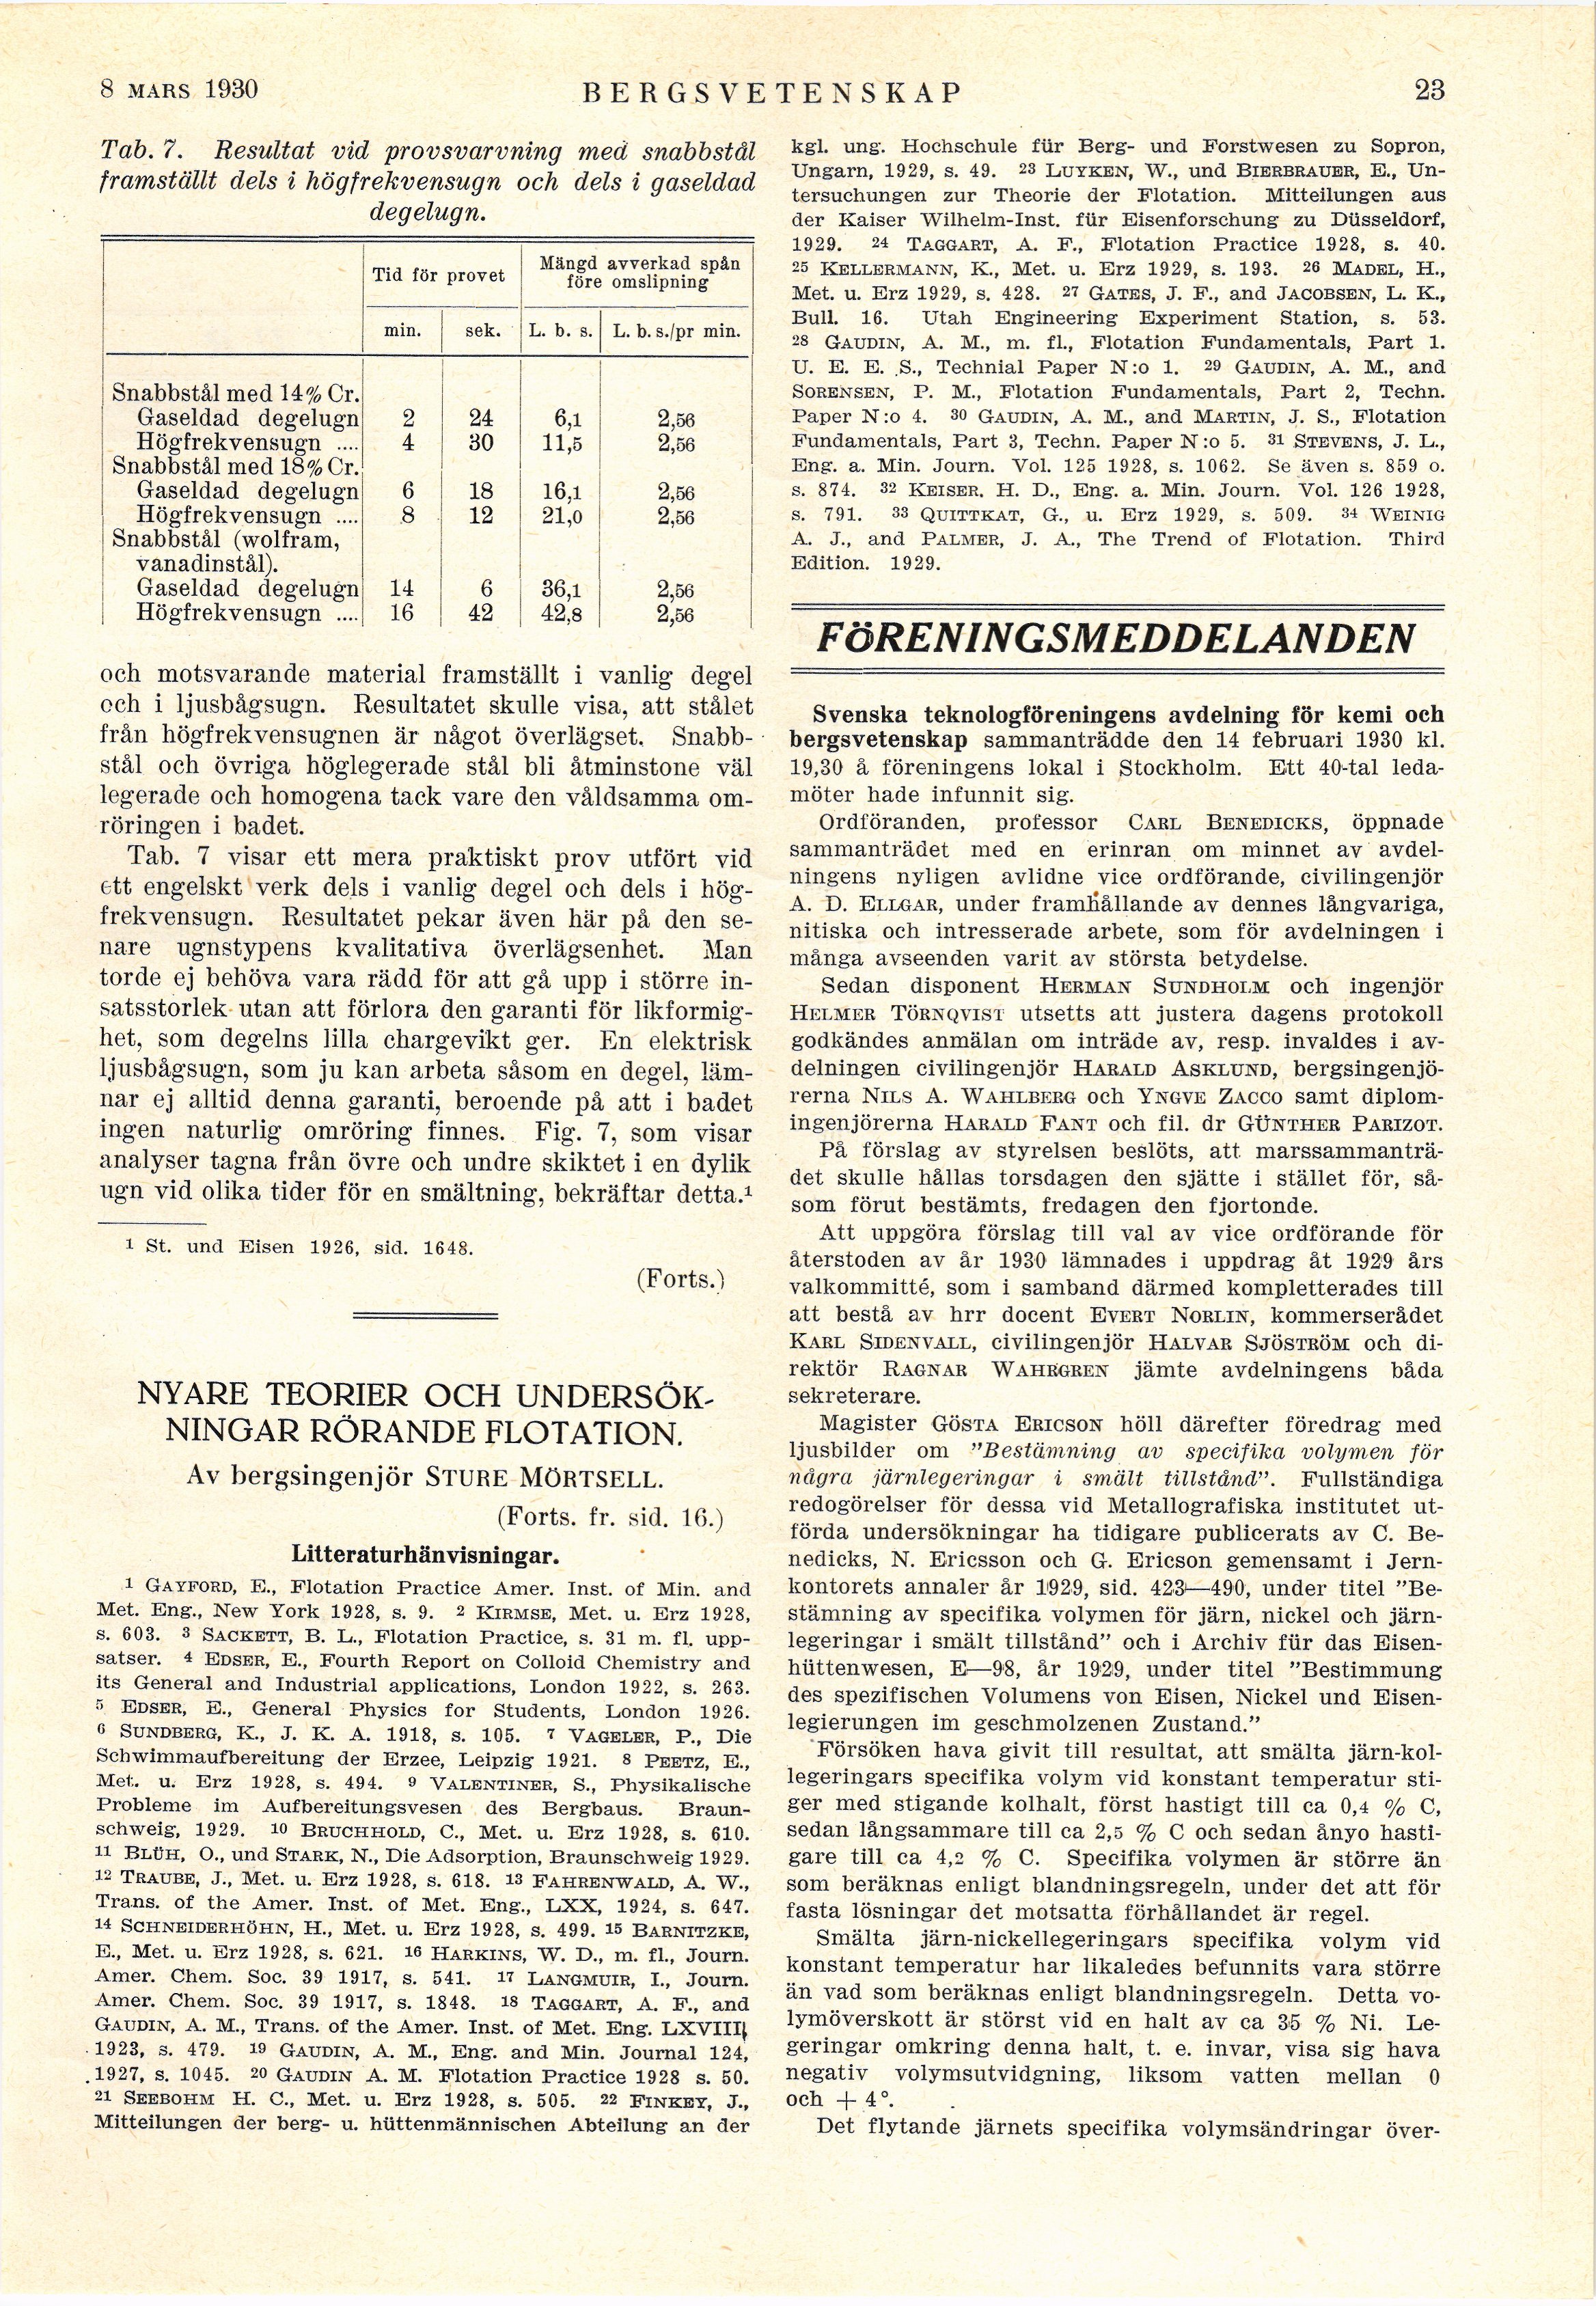 8 MARS 1930 BERGSVETENSKAP 23
Tab. 7. Resultat vid provsvarvning med snabbstål
framställt dels i högfrekvensugn och dels i gaseldad
degelugn.
Tid för provet Mängd avverkad spån
före omslipning
min. sek. L. b. s. L. b. s./pr min.
Snabbstål med 14% Cr.
Gaseldad degelugn 2 24 6,1 2,56
Högfrekvensugn .... 4 30 11,5 2,56
Snabbstål med 18% Cr.
Gaseldad degelugn 6 18 16,1 2,56
Högfrekvensugn .... 8 12 21,0 2,56
Snabbstål (wolfram,
vanadinstål).
Gaseldad degelugn 14 6 36,1 2,56
Högfrekvensugn .... 16 42 42,8 2,56
och motsvarande material framställt i vanlig degel
och i ljusbågsugn. Resultatet skulle visa, att stålet
från högfrekvensugnen är något överlägset. Snabb-
stål och övriga höglegerade stål bli åtminstone väl
legerade och homogena tack vare den våldsamma om-
röringen i badet.
Tab. 7 visar ett mera praktiskt prov utfört vid
ett engelskt verk dels i vanlig degel och dels i hög-
frekvensugn. Resultatet pekar även här på den se-
nare ugnstypens kvalitativa överlägsenhet. Man
torde ej behöva vara rädd för att gå upp i större in-
satsstorlek utan att förlora den garanti för likformig-
het, som degelns lilla chargevikt ger. En elektrisk
ljusbågsugn, som ju kan arbeta såsom en degel, läm-
nar ej alltid denna garanti, beroende på att i badet
ingen naturlig omröring finnes. Fig. 7, som visar
analyser tagna från övre och undre skiktet i en dylik
ugn vid olika tider för en smältning, bekräftar detta.¹
¹ St. und Eisen 1926, sid. 1648.
(Forts.)
NYARE TEORIER OCH UNDERSÖK-
NINGAR RÖRANDE FLOTATION.
Av bergsingenjör STURE MÖRTSELL.
(Forts. fr. sid. 16.)
Litteraturhänvisningar.
1 GAYFORD, E., Flotation Practice Amer. Inst. of Min. and
Met. Eng., New York 1928, s. 9. 2 KIRMSE, Met. u. Erz 1928,
s. 603. 3 SACKETT, B. L., Flotation Practice, s. 31 m. fl. upp-
satser. 4 EDSER, E., Fourth Report on Colloid Chemistry and
its General and Industrial applications, London 1922, s. 263.
5 EDSER, E., General Physics for Students, London 1926.
6 SUNDBERG, K., J. K. A. 1918, s. 105. 7 VAGELER, P., Die
Schwimmaufbereitung der Erzee, Leipzig 1921. 8 PEETZ, E.,
Met. u. Erz 1928, s. 494. 9 VALENTINER, S., Physikalische
Probleme im Aufbereitungsvesen des Bergbaus. Braun-
schweig, 1929. 10 BRUCHHOLD, C., Met. u. Erz 1928, s. 610.
11 BLÜH, O., und STARK, N., Die Adsorption, Braunschweig 1929.
12 TRAUBE, J., Met. u. Erz 1928, s. 618. 13 FAHRENWALD, A. W.,
Trans. of the Amer. Inst. of Met. Eng., LXX, 1924, s. 647.
14 SCHNEIDERHÖHN, H., Met. u. Erz 1928, s. 499. 15 BARNITZKE,
E., Met. u. Erz 1928, s. 621. 16 HARKINS, W. D., m. fl., Journ.
Amer. Chem. Soc. 39 1917, s. 541. 17 LANGMUIR, I., Journ.
Amer. Chem. Soc. 39 1917, s. 1848. 18 TAGGART, A. F., and
GAUDIN, A. M., Trans. of the Amer. Inst. of Met. Eng. LXVIII
1923, s. 479. 19 GAUDIN, A. M., Eng. and Min. Journal 124,
1927, s. 1045. 20 GAUDIN A. M. Flotation Practice 1928 s. 50.
21 SEEBOHM H. C., Met. u. Erz 1928, s. 505. 22 FINKEY, J.,
Mitteilungen der berg- u. hüttenmännischen Abteilung an der
kgl. ung. Hochschule für Berg- und Forstwesen zu Sopron,
Ungarn, 1929, s. 49. 23 LUYKEN, W., und BIERBRAUER, E., Un-
tersuchungen zur Theorie der Flotation. Mitteilungen aus
der Kaiser Wilhelm-Inst. für Eisenforschung zu Düsseldorf,
1929. 24 TAGGART, A. F., Flotation Practice 1928, s. 40.
25 KELLERMANN, K., Met. u. Erz 1929, s. 193. 26 MADEL, H.,
Met. u. Erz 1929, s. 428. 27 GATES, J. F., and JACOBSEN, L. K.,
Bull. 16. Utah Engineering Experiment Station, s. 53.
28 GAUDIN, A. M., m. fl., Flotation Fundamentals, Part 1.
U. E. E. S., Technial Paper N:o 1. 29 GAUDIN, A. M., and
SORENSEN, P. M., Flotation Fundamentals, Part 2, Techn.
Paper N:o 4. 30 GAUDIN, A. M., and MARTIN, J. S., Flotation
Fundamentals, Part 3, Techn. Paper N:o 5. 31 STEVENS, J. L.,
Eng. a. Min. Journ. Vol. 125 1928, s. 1062. Se även s. 859 o.
s. 874. 32 KEISER, H. D., Eng. a. Min. Journ. Vol. 126 1928,
s. 791. 33 QUITTKAT, G., u. Erz 1929, s. 509. 34 WEINIG
A. J., and PALMER, J. A., The Trend of Flotation. Third
Edition. 1929.
FÖRENINGSMEDDELANDEN
Svenska teknologföreningens avdelning för kemi och
bergsvetenskap sammanträdde den 14 februari 1930 kl.
19,30 å föreningens lokal i Stockholm. Ett 40-tal leda-
möter hade infunnit sig.
Ordföranden, professor CARL BENEDICKS, öppnade
sammanträdet med en erinran om minnet av avdel-
ningens nyligen avlidne vice ordförande, civilingenjör
A. D. ELLGAR, under framhållande av dennes långvariga,
nitiska och intresserade arbete, som för avdelningen i
många avseenden varit av största betydelse.
Sedan disponent HERMAN SUNDHOLM och ingenjör
HELMER TÖRNQVIST utsetts att justera dagens protokoll
godkändes anmälan om inträde av, resp. invaldes i av-
delningen civilingenjör HARALD ASKLUND, bergsingenjö-
rerna NILS A. WAHLBERG och YNGVE ZACCO samt diplom-
ingenjörerna HARALD FANT och fil. dr GÜNTHER PARIZOT.
På förslag av styrelsen beslöts, att marssammanträ-
det skulle hållas torsdagen den sjätte i stället för, så-
som förut bestämts, fredagen den fjortonde.
Att uppgöra förslag till val av vice ordförande för
återstoden av år 1930 lämnades i uppdrag åt 1929 års
valkommitté, som i samband därmed kompletterades till
att bestå av hrr docent EVERT NORLIN, kommerserådet
KARL SIDENVALL, civilingenjör HALVAR SJÖSTRÖM och di-
rektör RAGNAR WAHRGREN jämte avdelningens båda
sekreterare.
Magister GÖSTA ERICSON höll därefter föredrag med
ljusbilder om ”Bestämning av specifika volymen för
några järnlegeringar i smält tillstånd”. Fullständiga
redogörelser för dessa vid Metallografiska institutet ut-
förda undersökningar ha tidigare publicerats av C. Be-
nedicks, N. Ericsson och G. Ericson gemensamt i Jern-
kontorets annaler år 1929, sid. 423—490, under titel ”Be-
stämning av specifika volymen för järn, nickel och järn-
legeringar i smält tillstånd” och i Archiv für das Eisen-
hüttenwesen, E—98, år 1929, under titel ”Bestimmung
des spezifischen Volumens von Eisen, Nickel und Eisen-
legierungen im geschmolzenen Zustand.”
Försöken hava givit till resultat, att smälta järn-kol-
legeringars specifika volym vid konstant temperatur sti-
ger med stigande kolhalt, först hastigt till ca 0,4 % C,
sedan långsammare till ca 2,5 % C och sedan ånyo hasti-
gare till ca 4,2 % C. Specifika volymen är större än
som beräknas enligt blandningsregeln, under det att för
fasta lösningar det motsatta förhållandet är regel.
Smälta järn-nickellegeringars specifika volym vid
konstant temperatur har likaledes befunnits vara större
än vad som beräknas enligt blandningsregeln. Detta vo-
lymöverskott är störst vid en halt av ca 35 % Ni. Le-
geringar omkring denna halt, t. e. invar, visa sig hava
negativ volymsutvidgning, liksom vatten mellan 0
och + 4°.
Det flytande järnets specifika volymsändringar över-